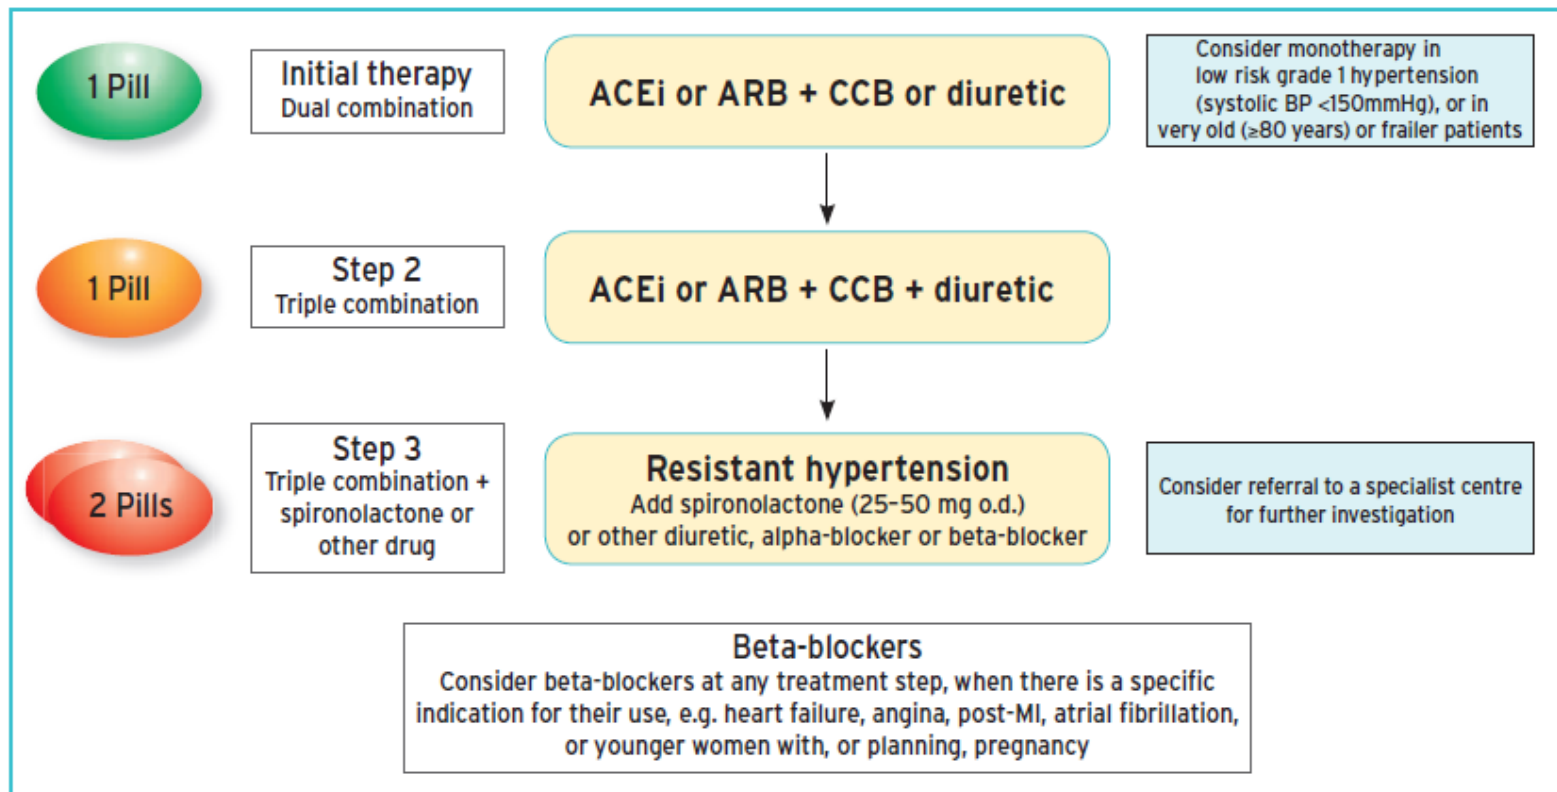 1 Pill
Initial therapy
Dual combination
ACEi or ARB + CCB or diuretic
Consider monotherapy in
low risk grade 1 hypertension
(systolic BP <150mmHg), or in
very old (≥80 years) or frailer patients
1 Pill
Step 2
Triple combination
ACEi or ARB + CCB + diuretic
2 Pills
Step 3
Triple combination +
spironolactone or
other drug
Resistant hypertension
Add spironolactone (25–50 mg o.d.)
or other diuretic, alpha-blocker or beta-blocker
Consider referral to a specialist centre
for further investigation
Beta-blockers
Consider beta-blockers at any treatment step, when there is a specific
indication for their use, e.g. heart failure, angina, post-MI, atrial fibrillation,
or younger women with, or planning, pregnancy